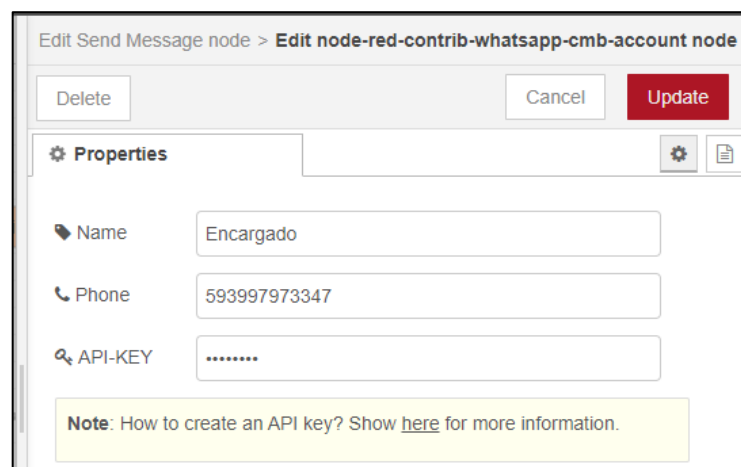 Edit Send Message node > Edit node-red-contrib-whatsapp-cmb-account node
Delete Cancel Update
Properties
Name Encargado
Phone 593997973347
API-KEY ••••••••
Note: How to create an API key? Show here for more information.